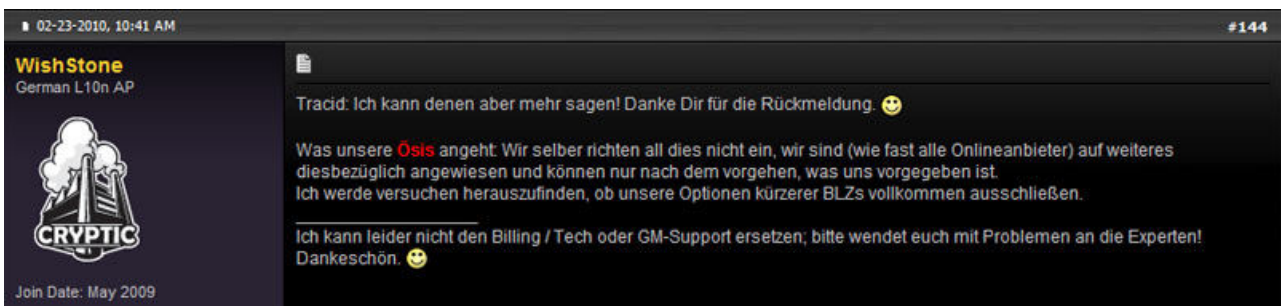 02-23-2010, 10:41 AM
#144
WishStone
German L10n AP
CRYPTIC
Join Date: May 2009
Tracid: Ich kann denen aber mehr sagen! Danke Dir für die Rückmeldung.
Was unsere Ösis angeht: Wir selber richten all dies nicht ein, wir sind (wie fast alle Onlineanbieter) auf weiteres
diesbezüglich angewiesen und können nur nach dem vorgehen, was uns vorgegeben ist.
Ich werde versuchen herauszufinden, ob unsere Optionen kürzerer BLZs vollkommen ausschließen.
Ich kann leider nicht den Billing / Tech oder GM-Support ersetzen; bitte wendet euch mit Problemen an die Experten!
Dankeschön.